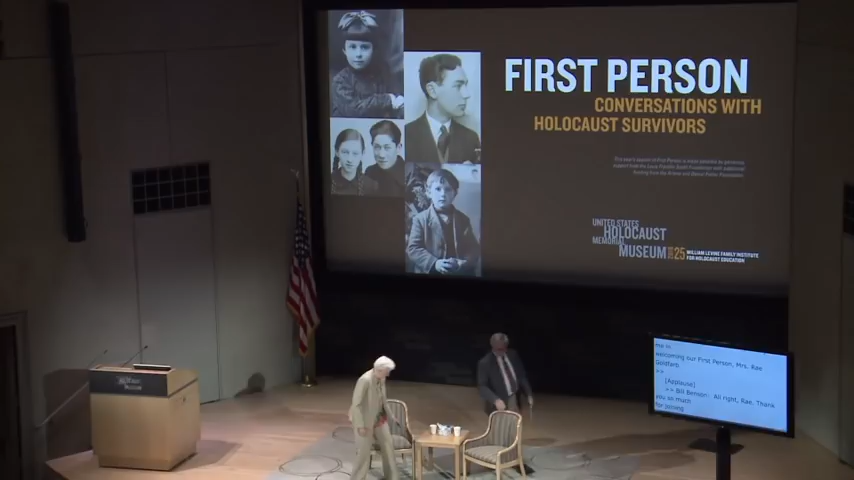 FIRST PERSON
CONVERSATIONS WITH
HOLOCAUST SURVIVORS
UNITED STATES
HOLOCAUST
MEMORIAL
MUSEUM 25 WILLIAM LEVINE FAMILY INSTITUTE
FOR HOLOCAUST EDUCATION
welcoming our First Person, Mrs. Rae
Goldfarb
>>
[Applause]
>> Bill Benson: All right, Rae. Thank
you so much
for joining